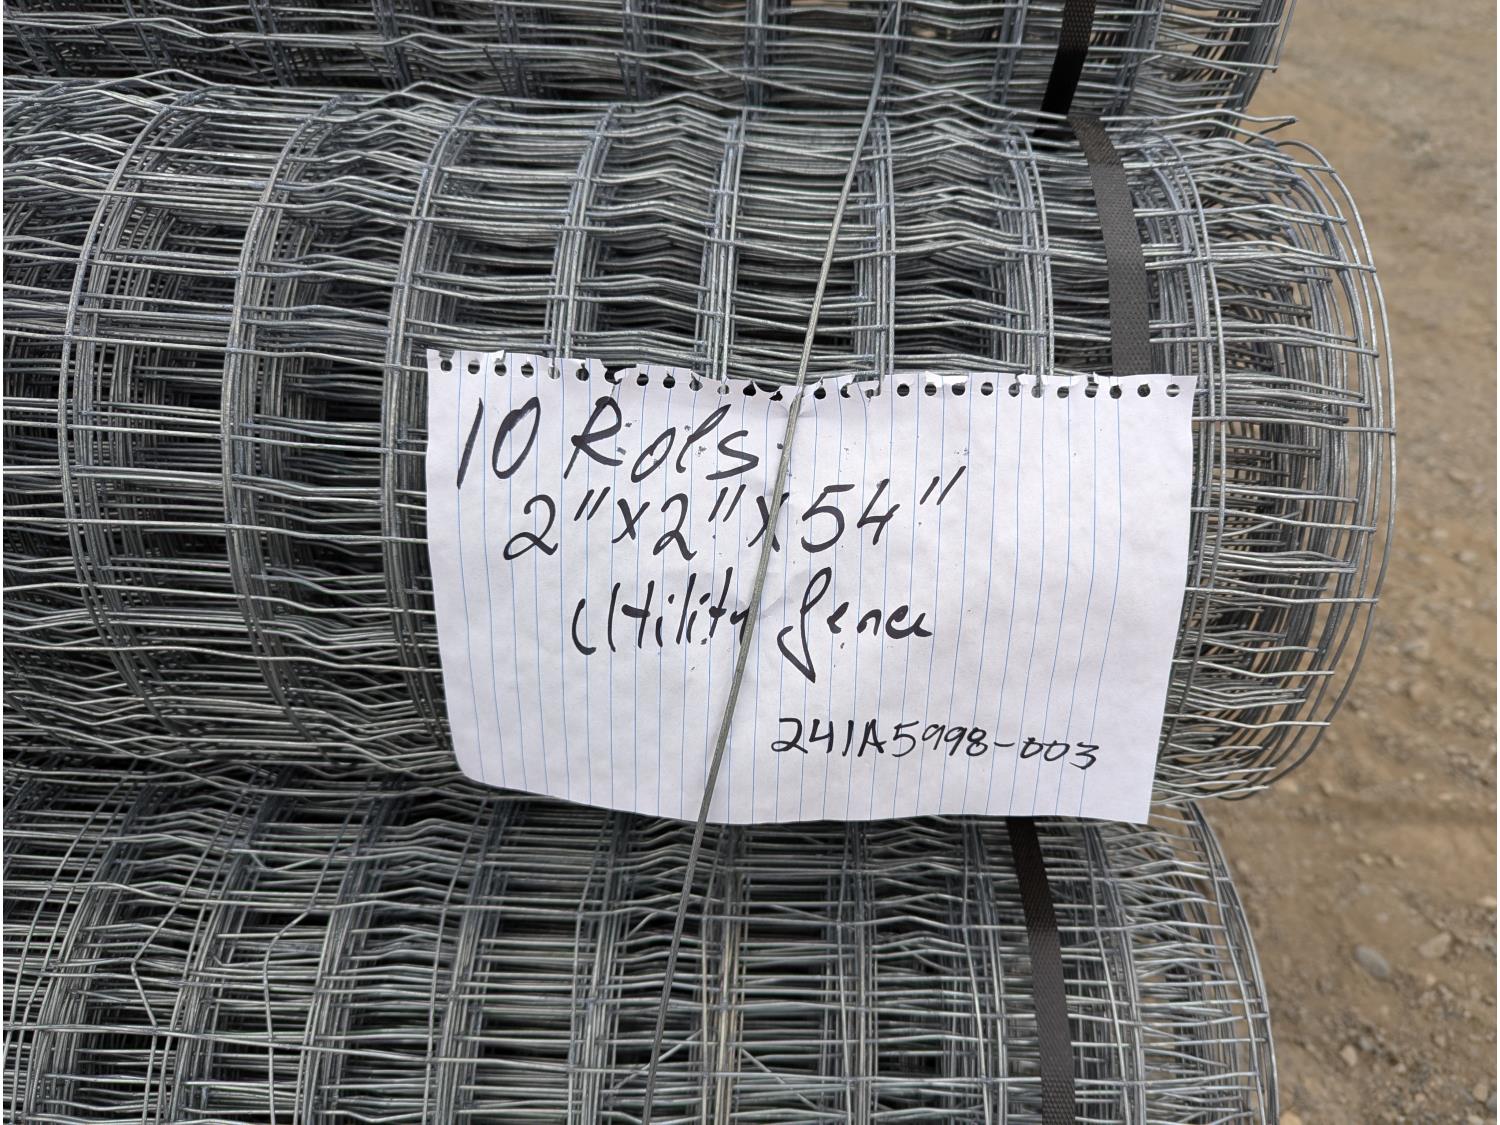 10 Rols
2"x2"x54"
Utility fence
241A5998-003